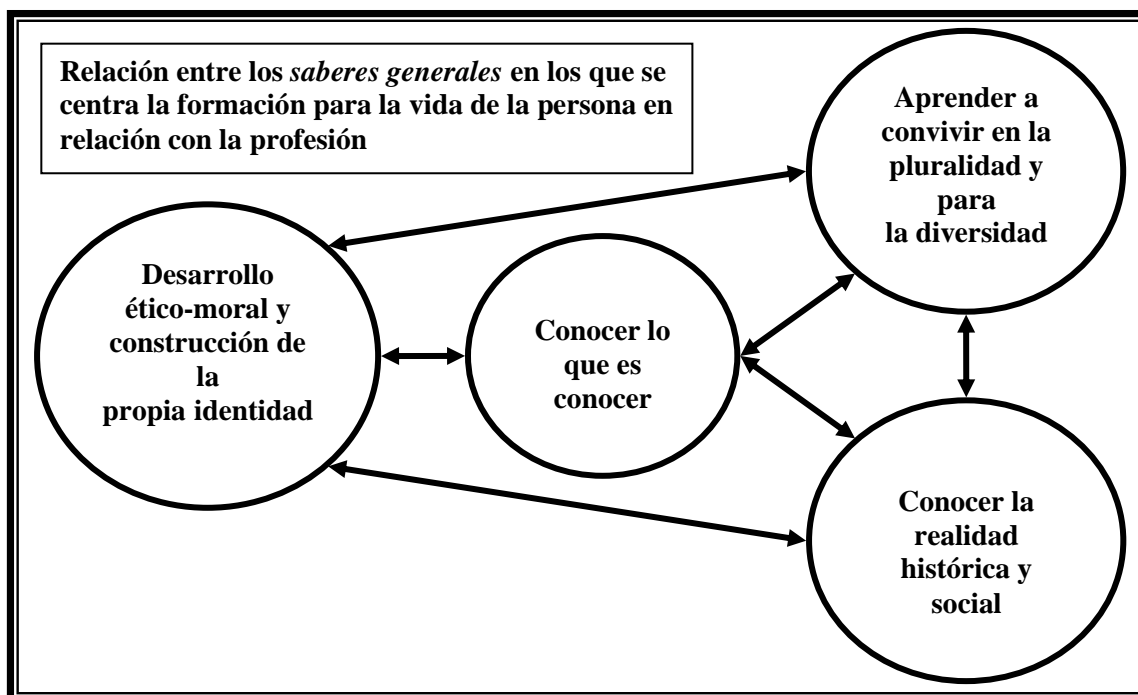 Relación entre los saberes generales en los que se
centra la formación para la vida de la persona en
relación con la profesión
Aprender a
convivir en la
pluralidad y
para
la diversidad
Desarrollo
ético-moral y
construcción de
la
propia identidad
Conocer lo
que es
conocer
Conocer la
realidad
histórica y
social